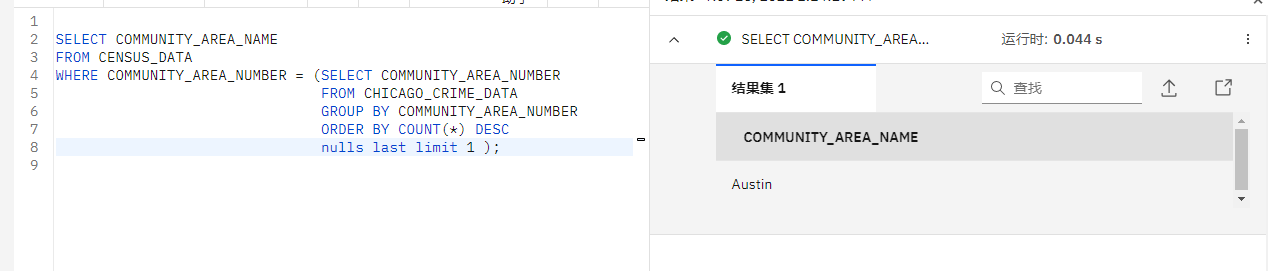 1
2 SELECT COMMUNITY_AREA_NAME
3 FROM CENSUS_DATA
4 WHERE COMMUNITY_AREA_NUMBER = (SELECT COMMUNITY_AREA_NUMBER
5 FROM CHICAGO_CRIME_DATA
6 GROUP BY COMMUNITY_AREA_NUMBER
7 ORDER BY COUNT(*) DESC
8 nulls last limit 1 );
9
SELECT COMMUNITY_AREA... 运行时: 0.044 s
结果集 1 查找
COMMUNITY_AREA_NAME
Austin